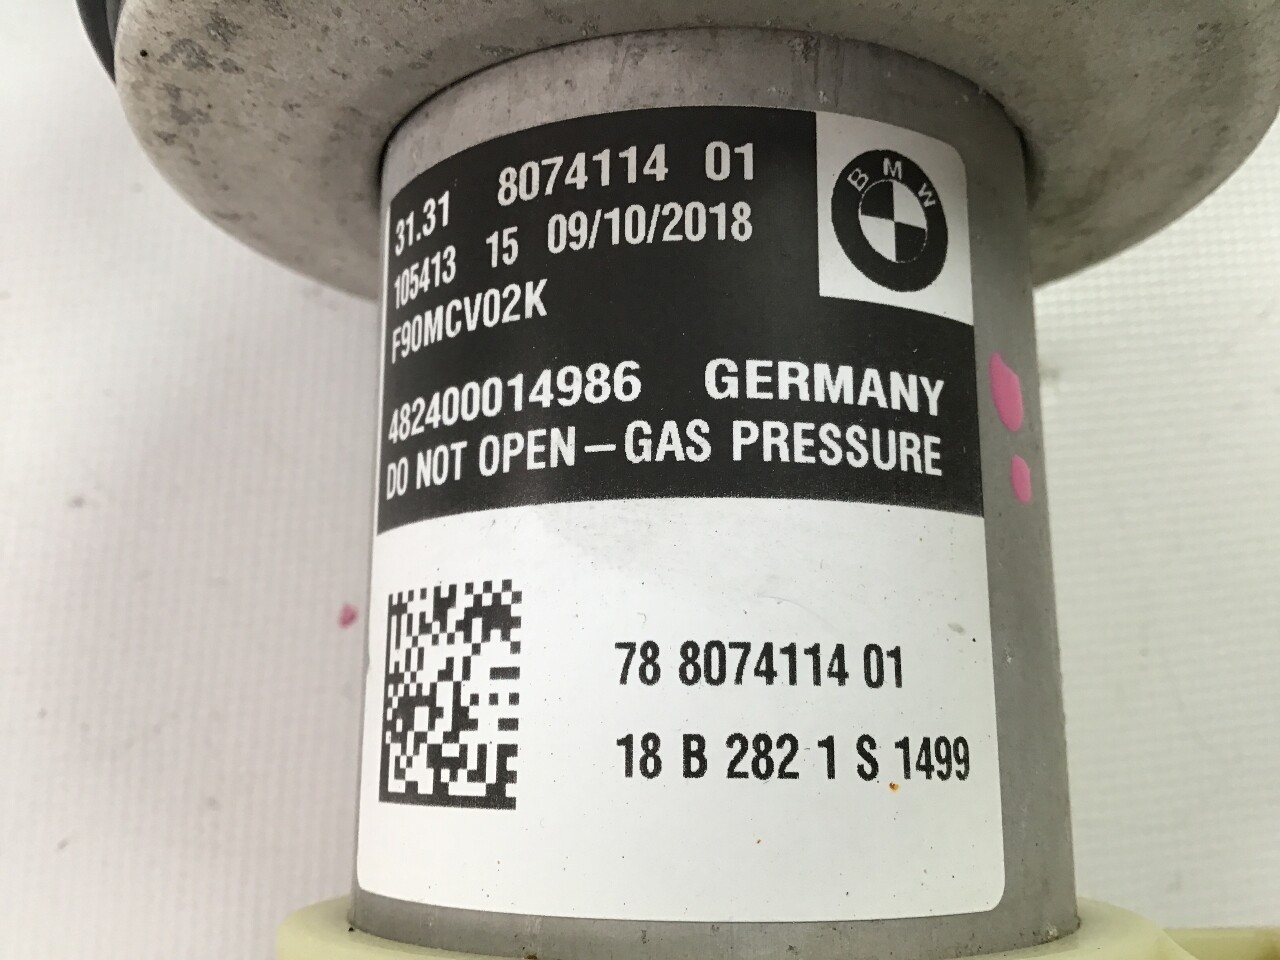 31.31 8074114 01
BMW
105413 15 09/10/2018
F90MCV02K
482400014986 GERMANY
DO NOT OPEN–GAS PRESSURE
78 8074114 01
18 B 282 1 S 1499